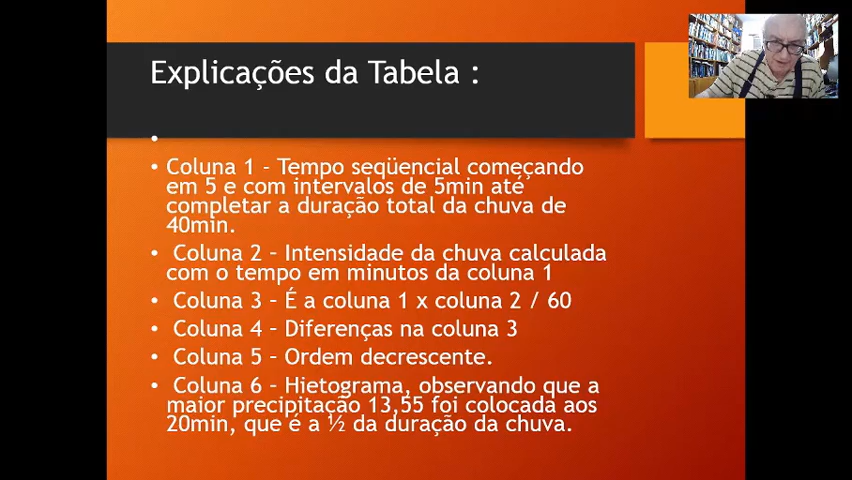 Explicações da Tabela :
•
• Coluna 1 – Tempo seqüencial começando
em 5 e com intervalos de 5min até
completar a duração total da chuva de
40min.
• Coluna 2 – Intensidade da chuva calculada
com o tempo em minutos da coluna 1
• Coluna 3 – É a coluna 1 x coluna 2 / 60
• Coluna 4 – Diferenças na coluna 3
• Coluna 5 – Ordem decrescente.
• Coluna 6 – Hietograma, observando que a
maior precipitação 13,55 foi colocada aos
20min, que é a ½ da duração da chuva.